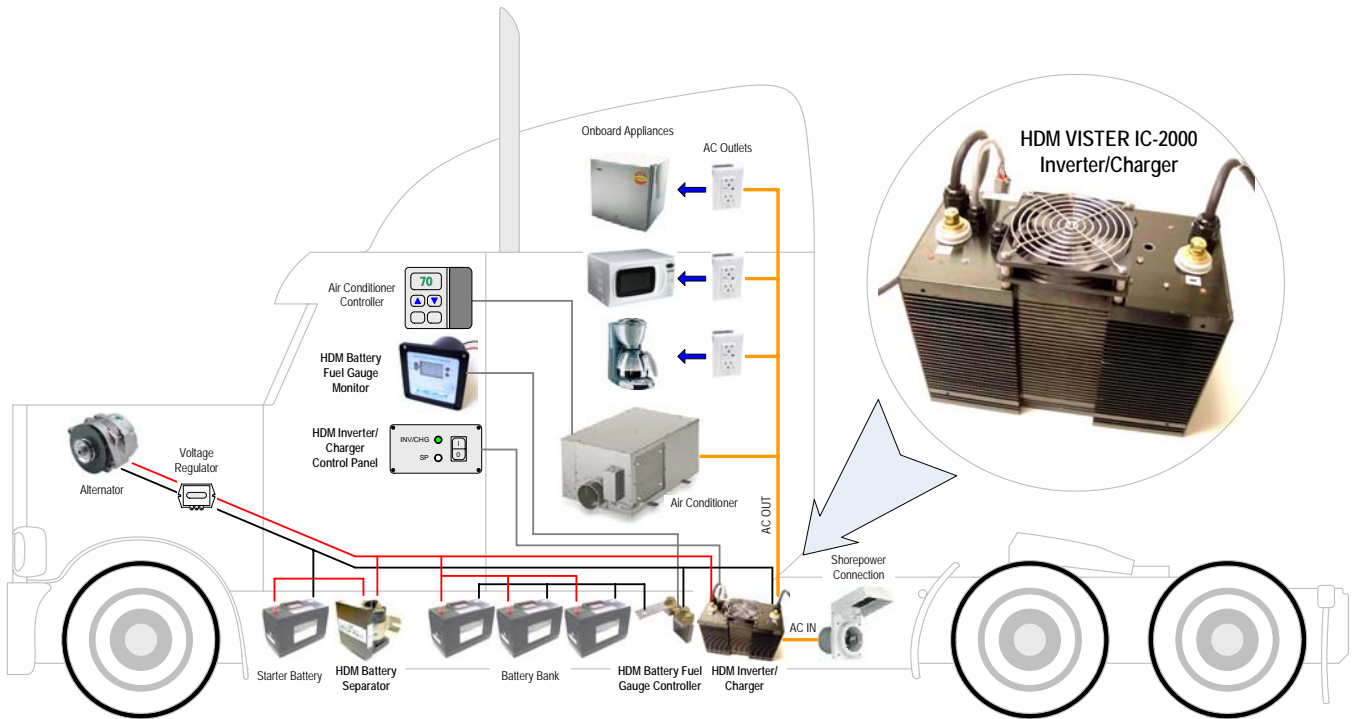 Onboard Appliances
AC Outlets
HDM VISTER IC-2000
Inverter/Charger
Air Conditioner
Controller
70
HDM Battery
Fuel Gauge
Monitor
HDM Inverter/
Charger
Control Panel
INV/CHG
SP
I
0
Alternator
Voltage
Regulator
Air Conditioner
AC OUT
Shorepower
Connection
AC IN
Starter Battery
HDM Battery
Separator
Battery Bank
HDM Battery Fuel
Gauge Controller
HDM Inverter/
Charger